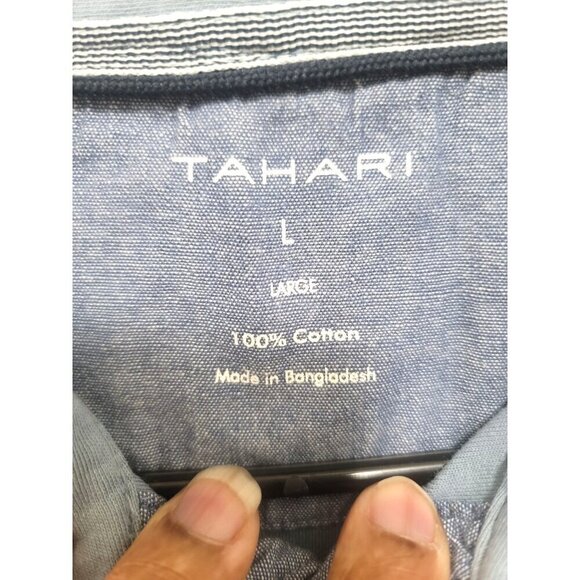 TAHARI
L
LARGE
100% Cotton
Made in Bangladesh